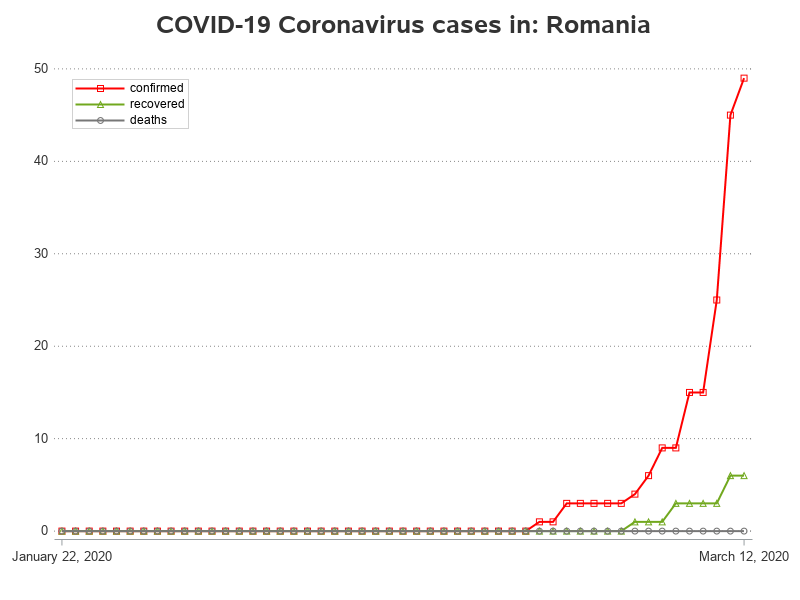 COVID-19 Coronavirus cases in: Romania
50
confirmed
recovered
deaths
40
30
20
10
0
January 22, 2020 March 12, 2020